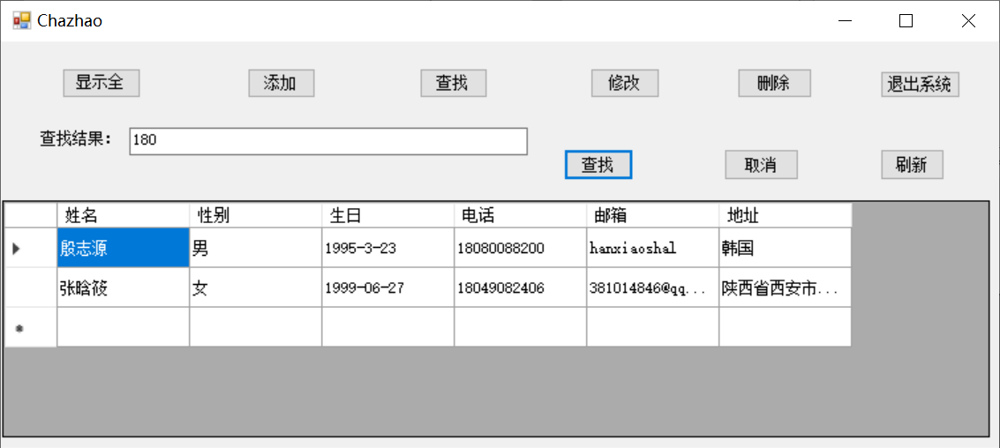 Chazhao
显示全 添加 查找 修改 删除 退出系统
查找结果： 180
查找 取消 刷新
姓名 性别 生日 电话 邮箱 地址
殷志源 男 1995-3-23 18080088200 hanxiaoshal 韩国
张晗筱 女 1999-06-27 18049082406 381014846@qq... 陕西省西安市...